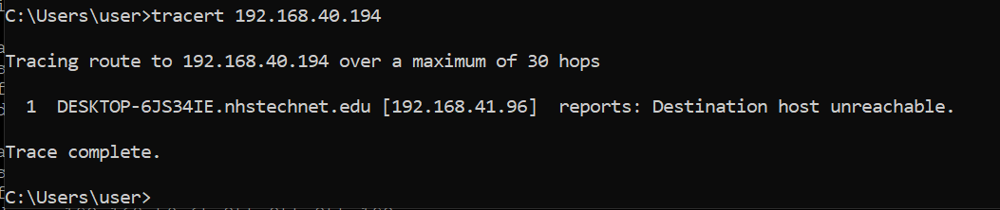 C:\Users\user>tracert 192.168.40.194
Tracing route to 192.168.40.194 over a maximum of 30 hops
1 DESKTOP-6JS34IE.nhstechnet.edu [192.168.41.96] reports: Destination host unreachable.
Trace complete.
C:\Users\user>